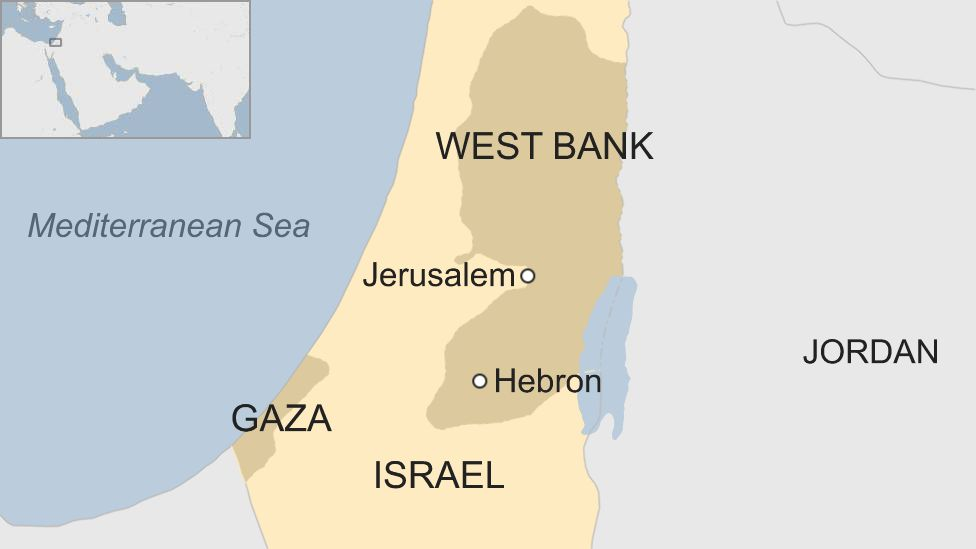 WEST BANK
Mediterranean Sea
Jerusalem
JORDAN
Hebron
GAZA
ISRAEL